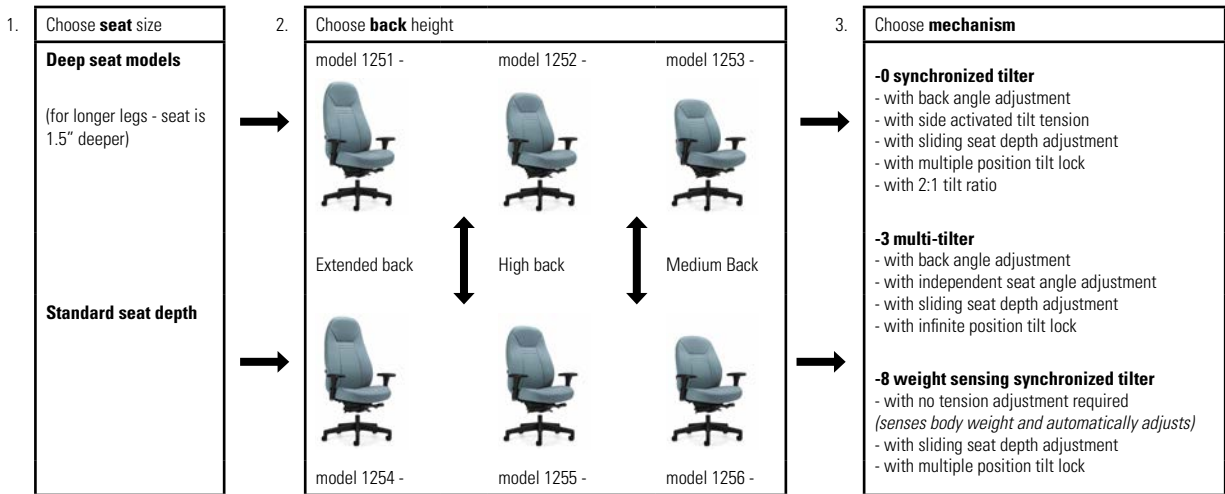 1.
Choose seat size
Deep seat models
(for longer legs - seat is
1.5” deeper)
Standard seat depth
2.
Choose back height
model 1251 -
model 1252 -
model 1253 -
Extended back
High back
Medium Back
model 1254 -
model 1255 -
model 1256 -
3.
Choose mechanism
-0 synchronized tilter
- with back angle adjustment
- with side activated tilt tension
- with sliding seat depth adjustment
- with multiple position tilt lock
- with 2:1 tilt ratio
-3 multi-tilter
- with back angle adjustment
- with independent seat angle adjustment
- with sliding seat depth adjustment
- with infinite position tilt lock
-8 weight sensing synchronized tilter
- with no tension adjustment required
(senses body weight and automatically adjusts)
- with sliding seat depth adjustment
- with multiple position tilt lock